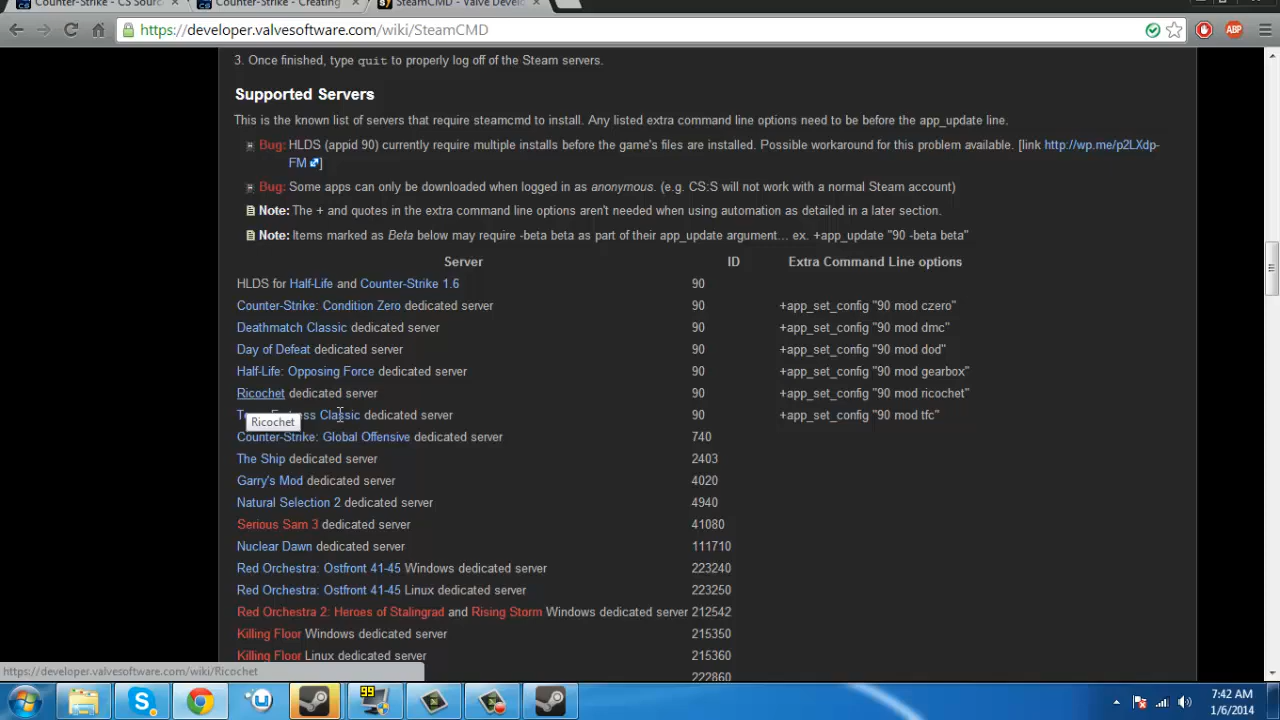 Counter-Strike - CS Sourc
Counter-Strike - Creating
SteamCMD - Valve Develo
https://developer.valvesoftware.com/wiki/SteamCMD
ABP
3. Once finished, type quit to properly log off of the Steam servers.
Supported Servers
This is the known list of servers that require steamcmd to install. Any listed extra command line options need to be before the app_update line.
Bug: HLDS (appid 90) currently require multiple installs before the game's files are installed. Possible workaround for this problem available. [link http://wp.me/p2LXdp-
FM ]
Bug: Some apps can only be downloaded when logged in as anonymous. (e.g. CS:S will not work with a normal Steam account)
Note: The + and quotes in the extra command line options aren't needed when using automation as detailed in a later section.
Note: Items marked as Beta below may require -beta beta as part of their app_update argument... ex. +app_update "90 -beta beta"
Server ID Extra Command Line options
HLDS for Half-Life and Counter-Strike 1.6 90
Counter-Strike: Condition Zero dedicated server 90 +app_set_config "90 mod czero"
Deathmatch Classic dedicated server 90 +app_set_config "90 mod dmc"
Day of Defeat dedicated server 90 +app_set_config "90 mod dod"
Half-Life: Opposing Force dedicated server 90 +app_set_config "90 mod gearbox"
Ricochet dedicated server 90 +app_set_config "90 mod ricochet"
Classic dedicated server 90 +app_set_config "90 mod tfc"
Ricochet
Counter-Strike: Global Offensive dedicated server 740
The Ship dedicated server 2403
Garry's Mod dedicated server 4020
Natural Selection 2 dedicated server 4940
Serious Sam 3 dedicated server 41080
Nuclear Dawn dedicated server 111710
Red Orchestra: Ostfront 41-45 Windows dedicated server 223240
Red Orchestra: Ostfront 41-45 Linux dedicated server 223250
Red Orchestra 2: Heroes of Stalingrad and Rising Storm Windows dedicated server 212542
Killing Floor Windows dedicated server 215350
Killing Floor Linux dedicated server 215360
222860
https://developer.valvesoftware.com/wiki/Ricochet
99
7:42 AM
1/6/2014